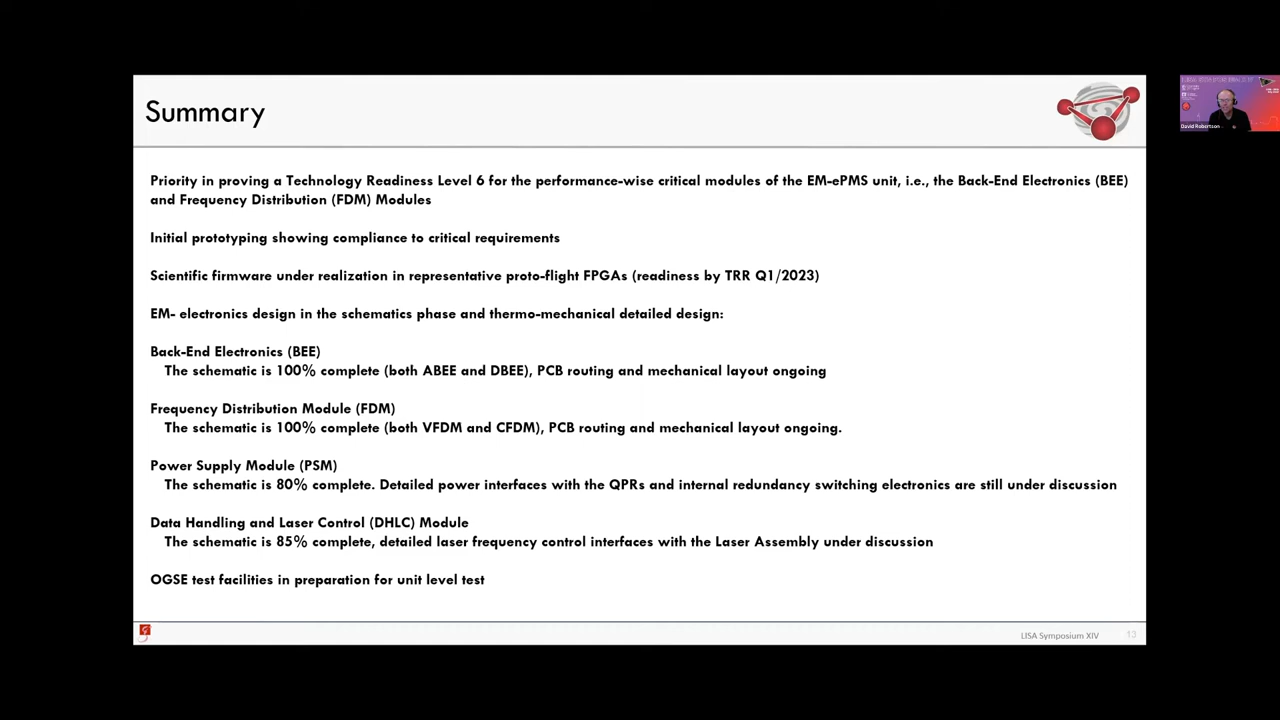 Summary
Priority in proving a Technology Readiness Level 6 for the performance-wise critical modules of the EM-ePMS unit, i.e., the Back-End Electronics (BEE)
and Frequency Distribution (FDM) Modules
Initial prototyping showing compliance to critical requirements
Scientific firmware under realization in representative proto-flight FPGAs (readiness by TRR Q1/2023)
EM- electronics design in the schematics phase and thermo-mechanical detailed design:
Back-End Electronics (BEE)
The schematic is 100% complete (both ABEE and DBEE), PCB routing and mechanical layout ongoing
Frequency Distribution Module (FDM)
The schematic is 100% complete (both VFDM and CFDM), PCB routing and mechanical layout ongoing.
Power Supply Module (PSM)
The schematic is 80% complete. Detailed power interfaces with the QPRs and internal redundancy switching electronics are still under discussion
Data Handling and Laser Control (DHLC) Module
The schematic is 85% complete, detailed laser frequency control interfaces with the Laser Assembly under discussion
OGSE test facilities in preparation for unit level test
LISA Symposium XIV
13
David Robertson